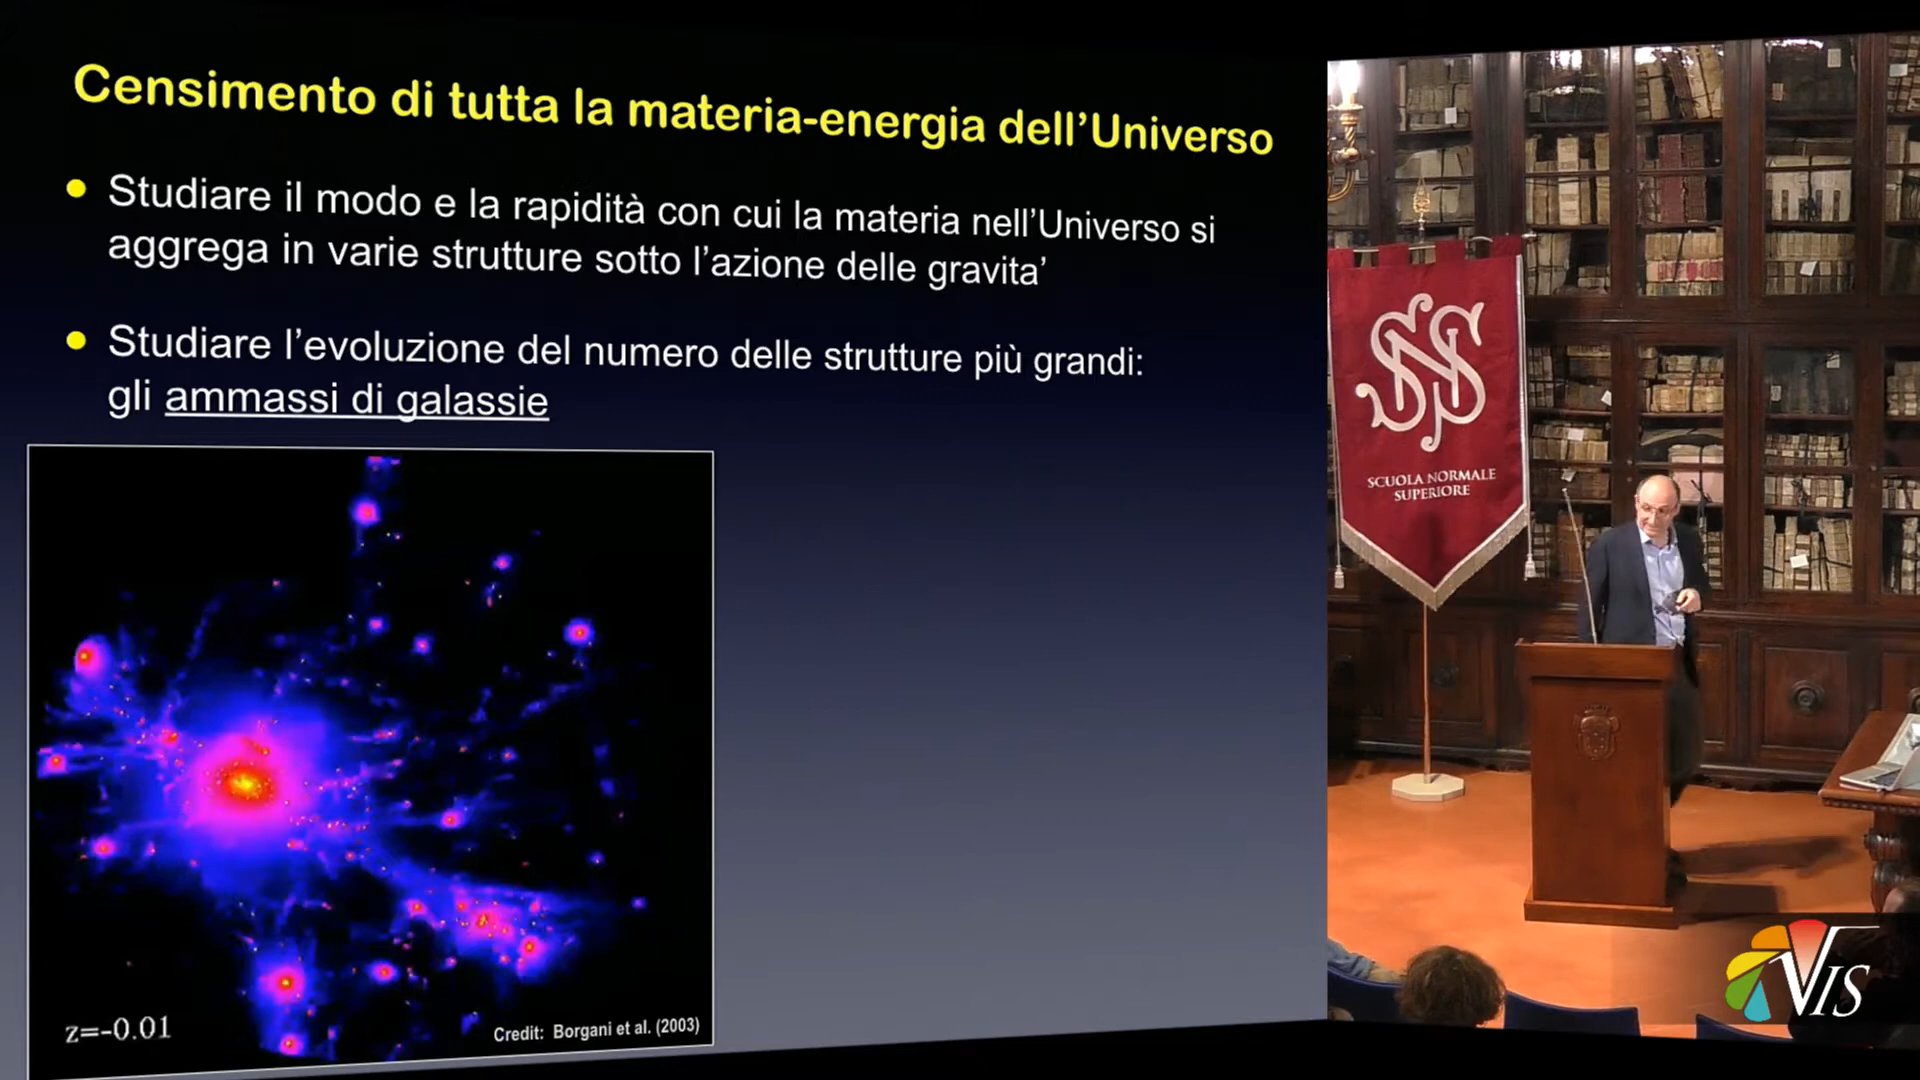 Censimento di tutta la materia-energia dell’Universo
Studiare il modo e la rapidità con cui la materia nell’Universo si
aggrega in varie strutture sotto l’azione delle gravita’
Studiare l’evoluzione del numero delle strutture più grandi:
gli ammassi di galassie
z=-0.01
Credit: Borgani et al. (2003)
SNS
SCUOLA NORMALE
SUPERIORE
VIS